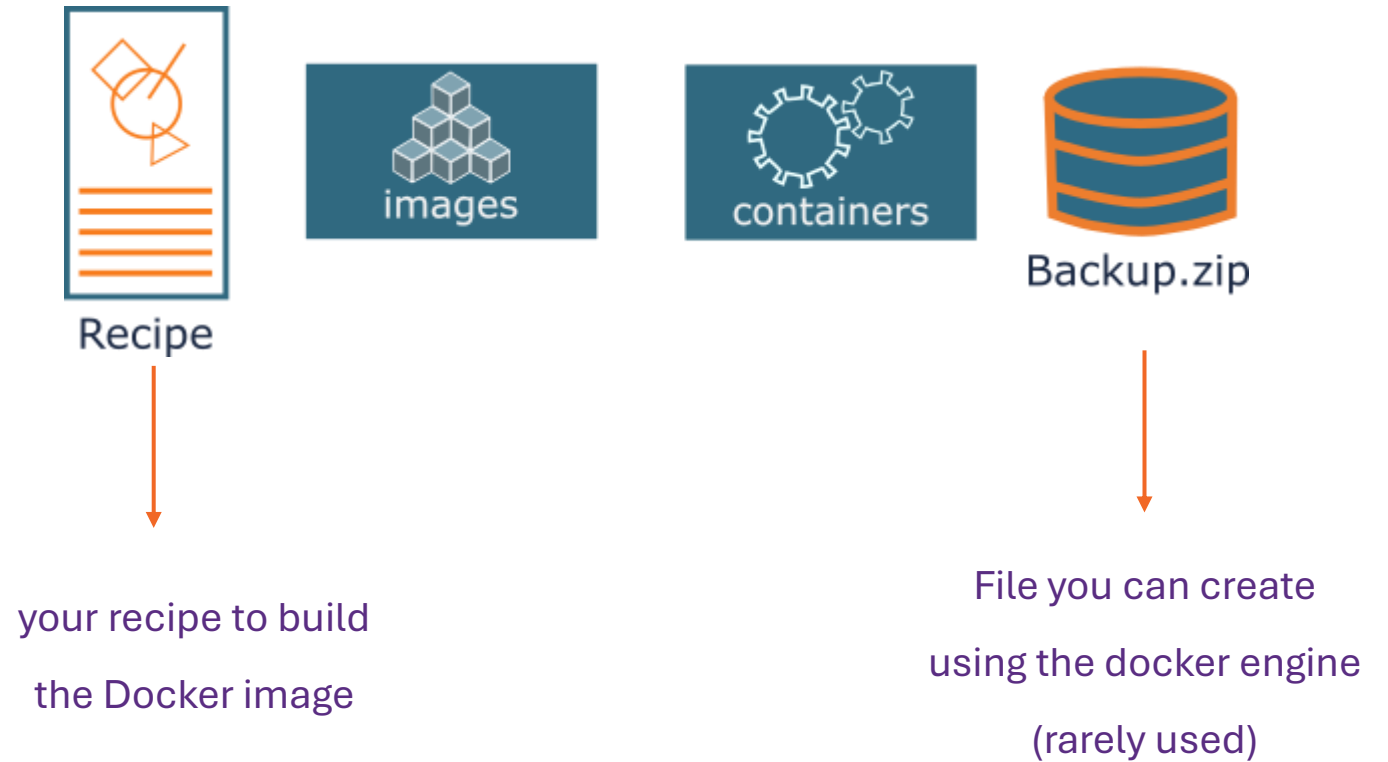 images
containers
Backup.zip
Recipe
your recipe to build
the Docker image
File you can create
using the docker engine
(rarely used)